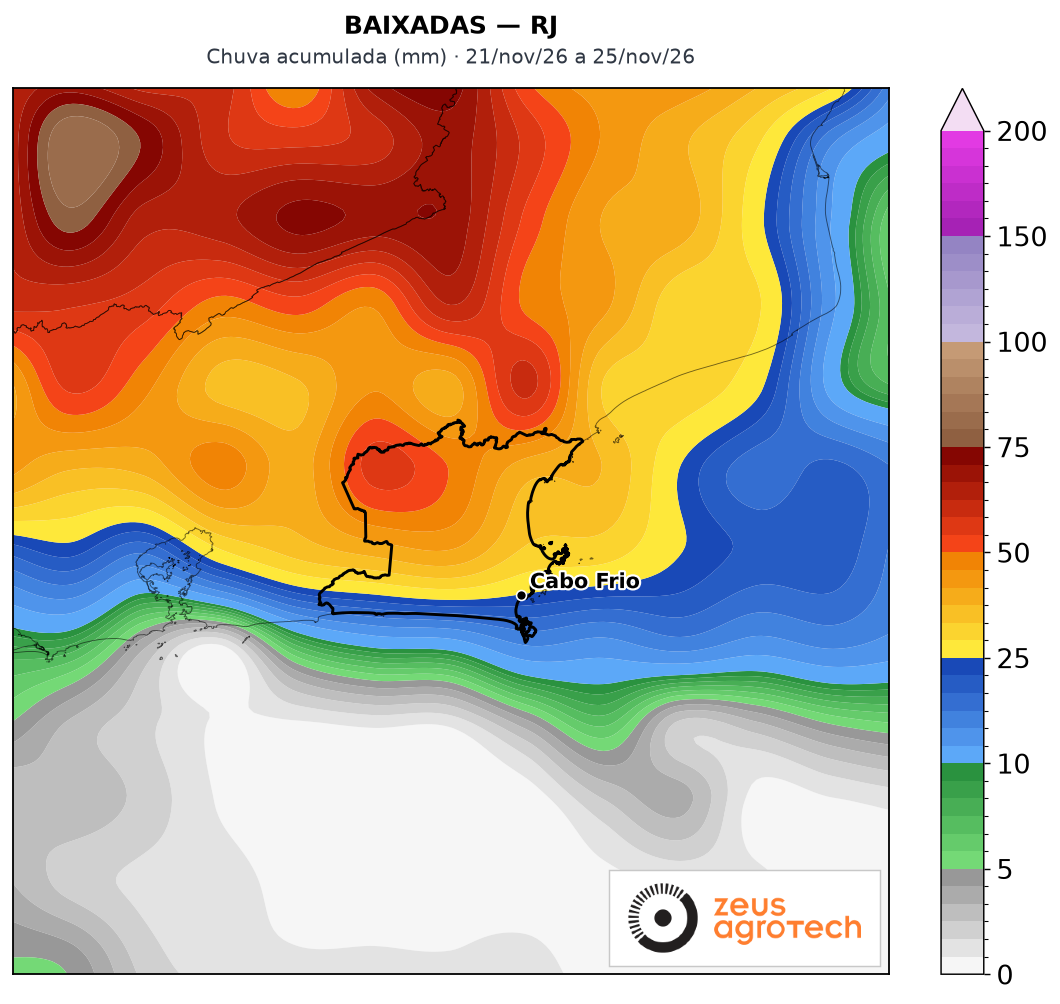 BAIXADAS — RJ
Chuva acumulada (mm) · 21/nov/26 a 25/nov/26
200
150
100
75
50
25
10
5
0
Cabo Frio
zeus
agrotech